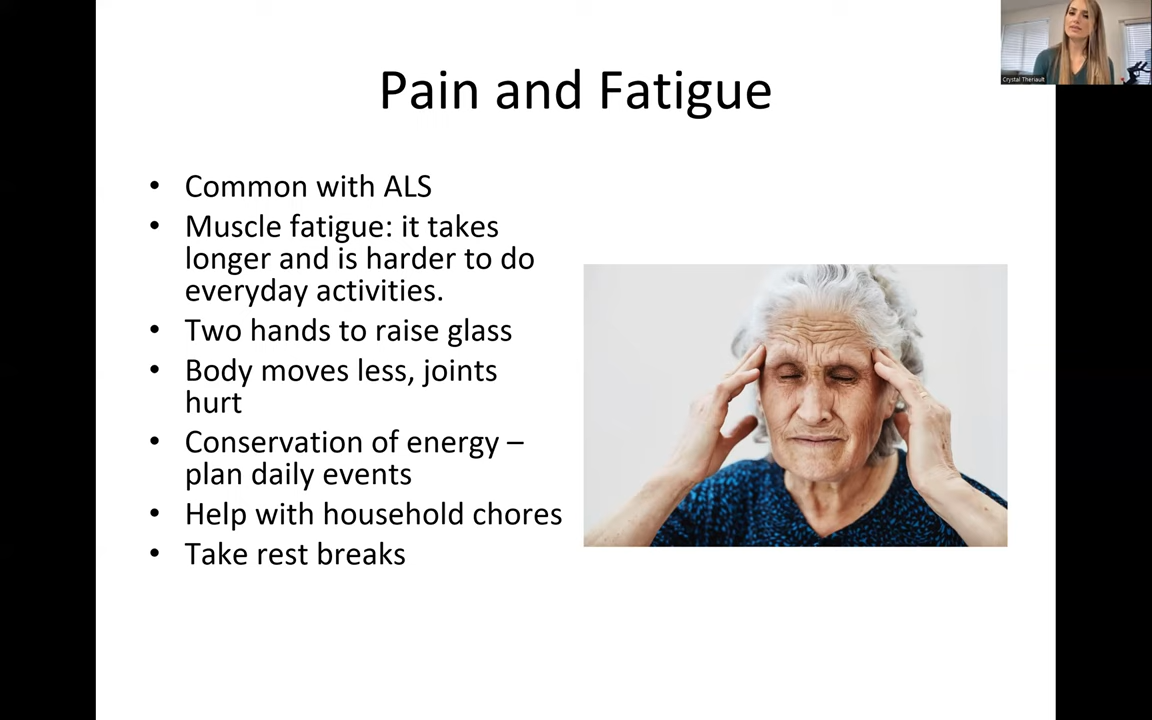 Pain and Fatigue
• Common with ALS
• Muscle fatigue: it takes
longer and is harder to do
everyday activities.
• Two hands to raise glass
• Body moves less, joints
hurt
• Conservation of energy –
plan daily events
• Help with household chores
• Take rest breaks
Crystal Theriault